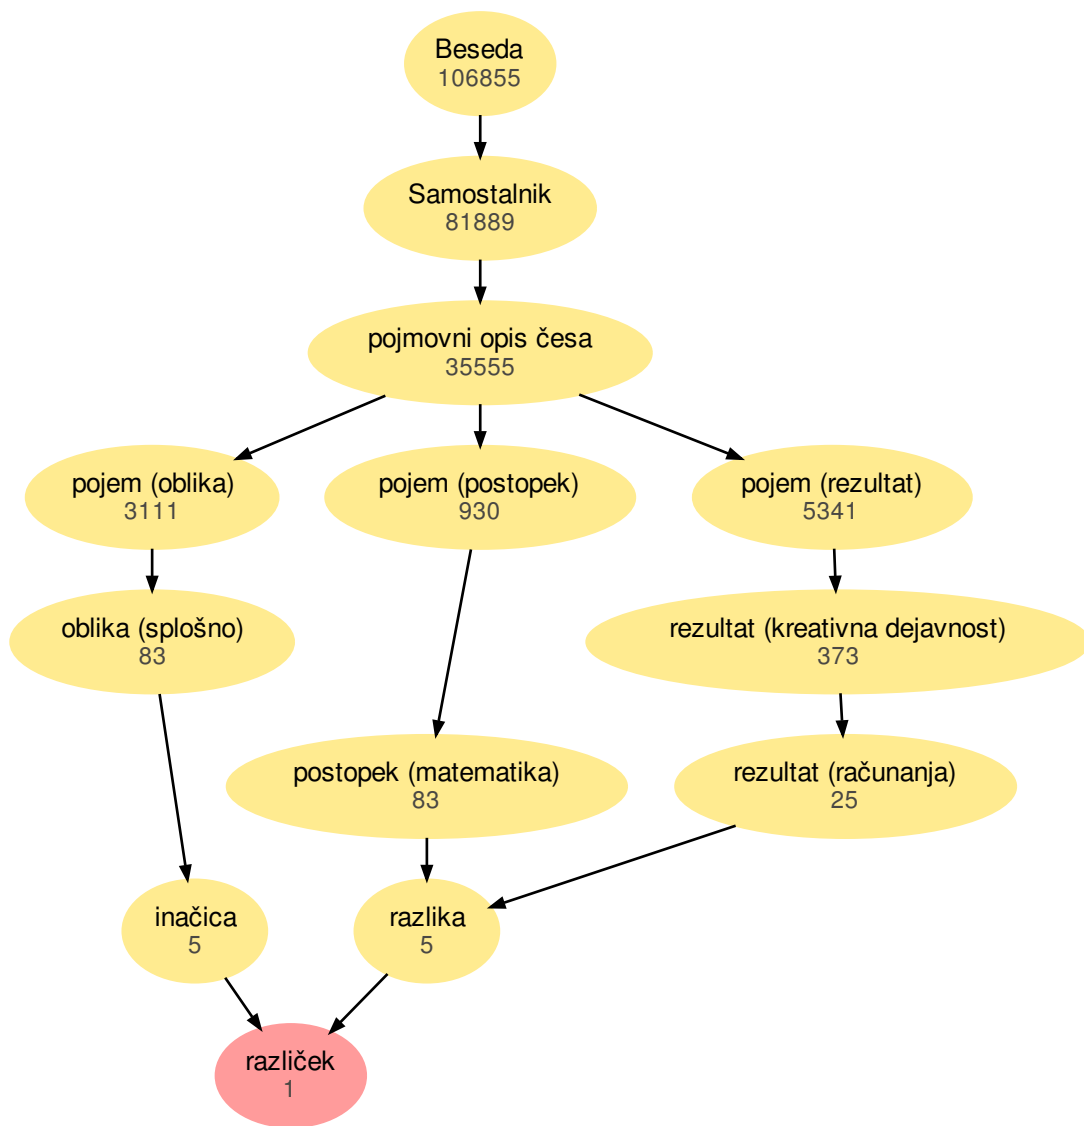 Beseda
106855
Samostalnik
81889
pojmovni opis česa
35555
pojem (oblika)
3111
pojem (postopek)
930
pojem (rezultat)
5341
oblika (splošno)
83
rezultat (kreativna dejavnost)
373
postopek (matematika)
83
rezultat (računanja)
25
inačica
5
razlika
5
različek
1